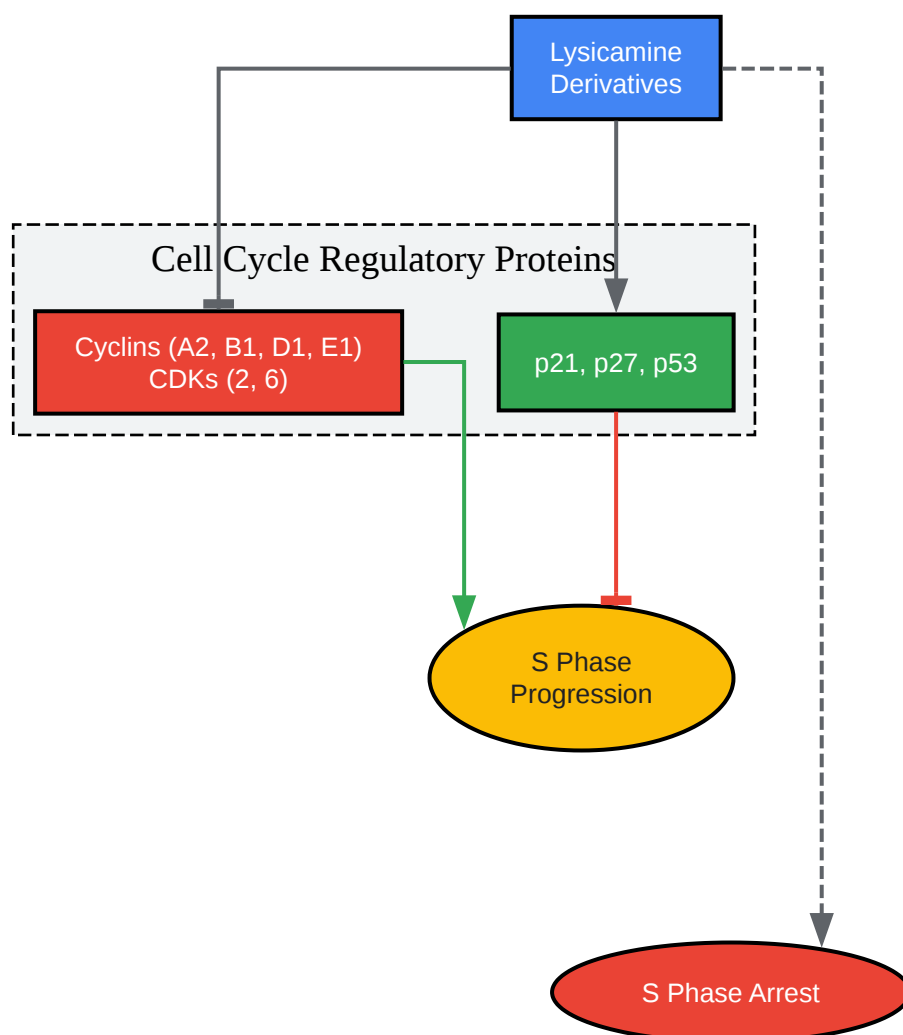 Lysicamine
Derivatives
Cell Cycle Regulatory Proteins
Cyclins (A2, B1, D1, E1)
CDKs (2, 6)
p21, p27, p53
S Phase
Progression
S Phase Arrest